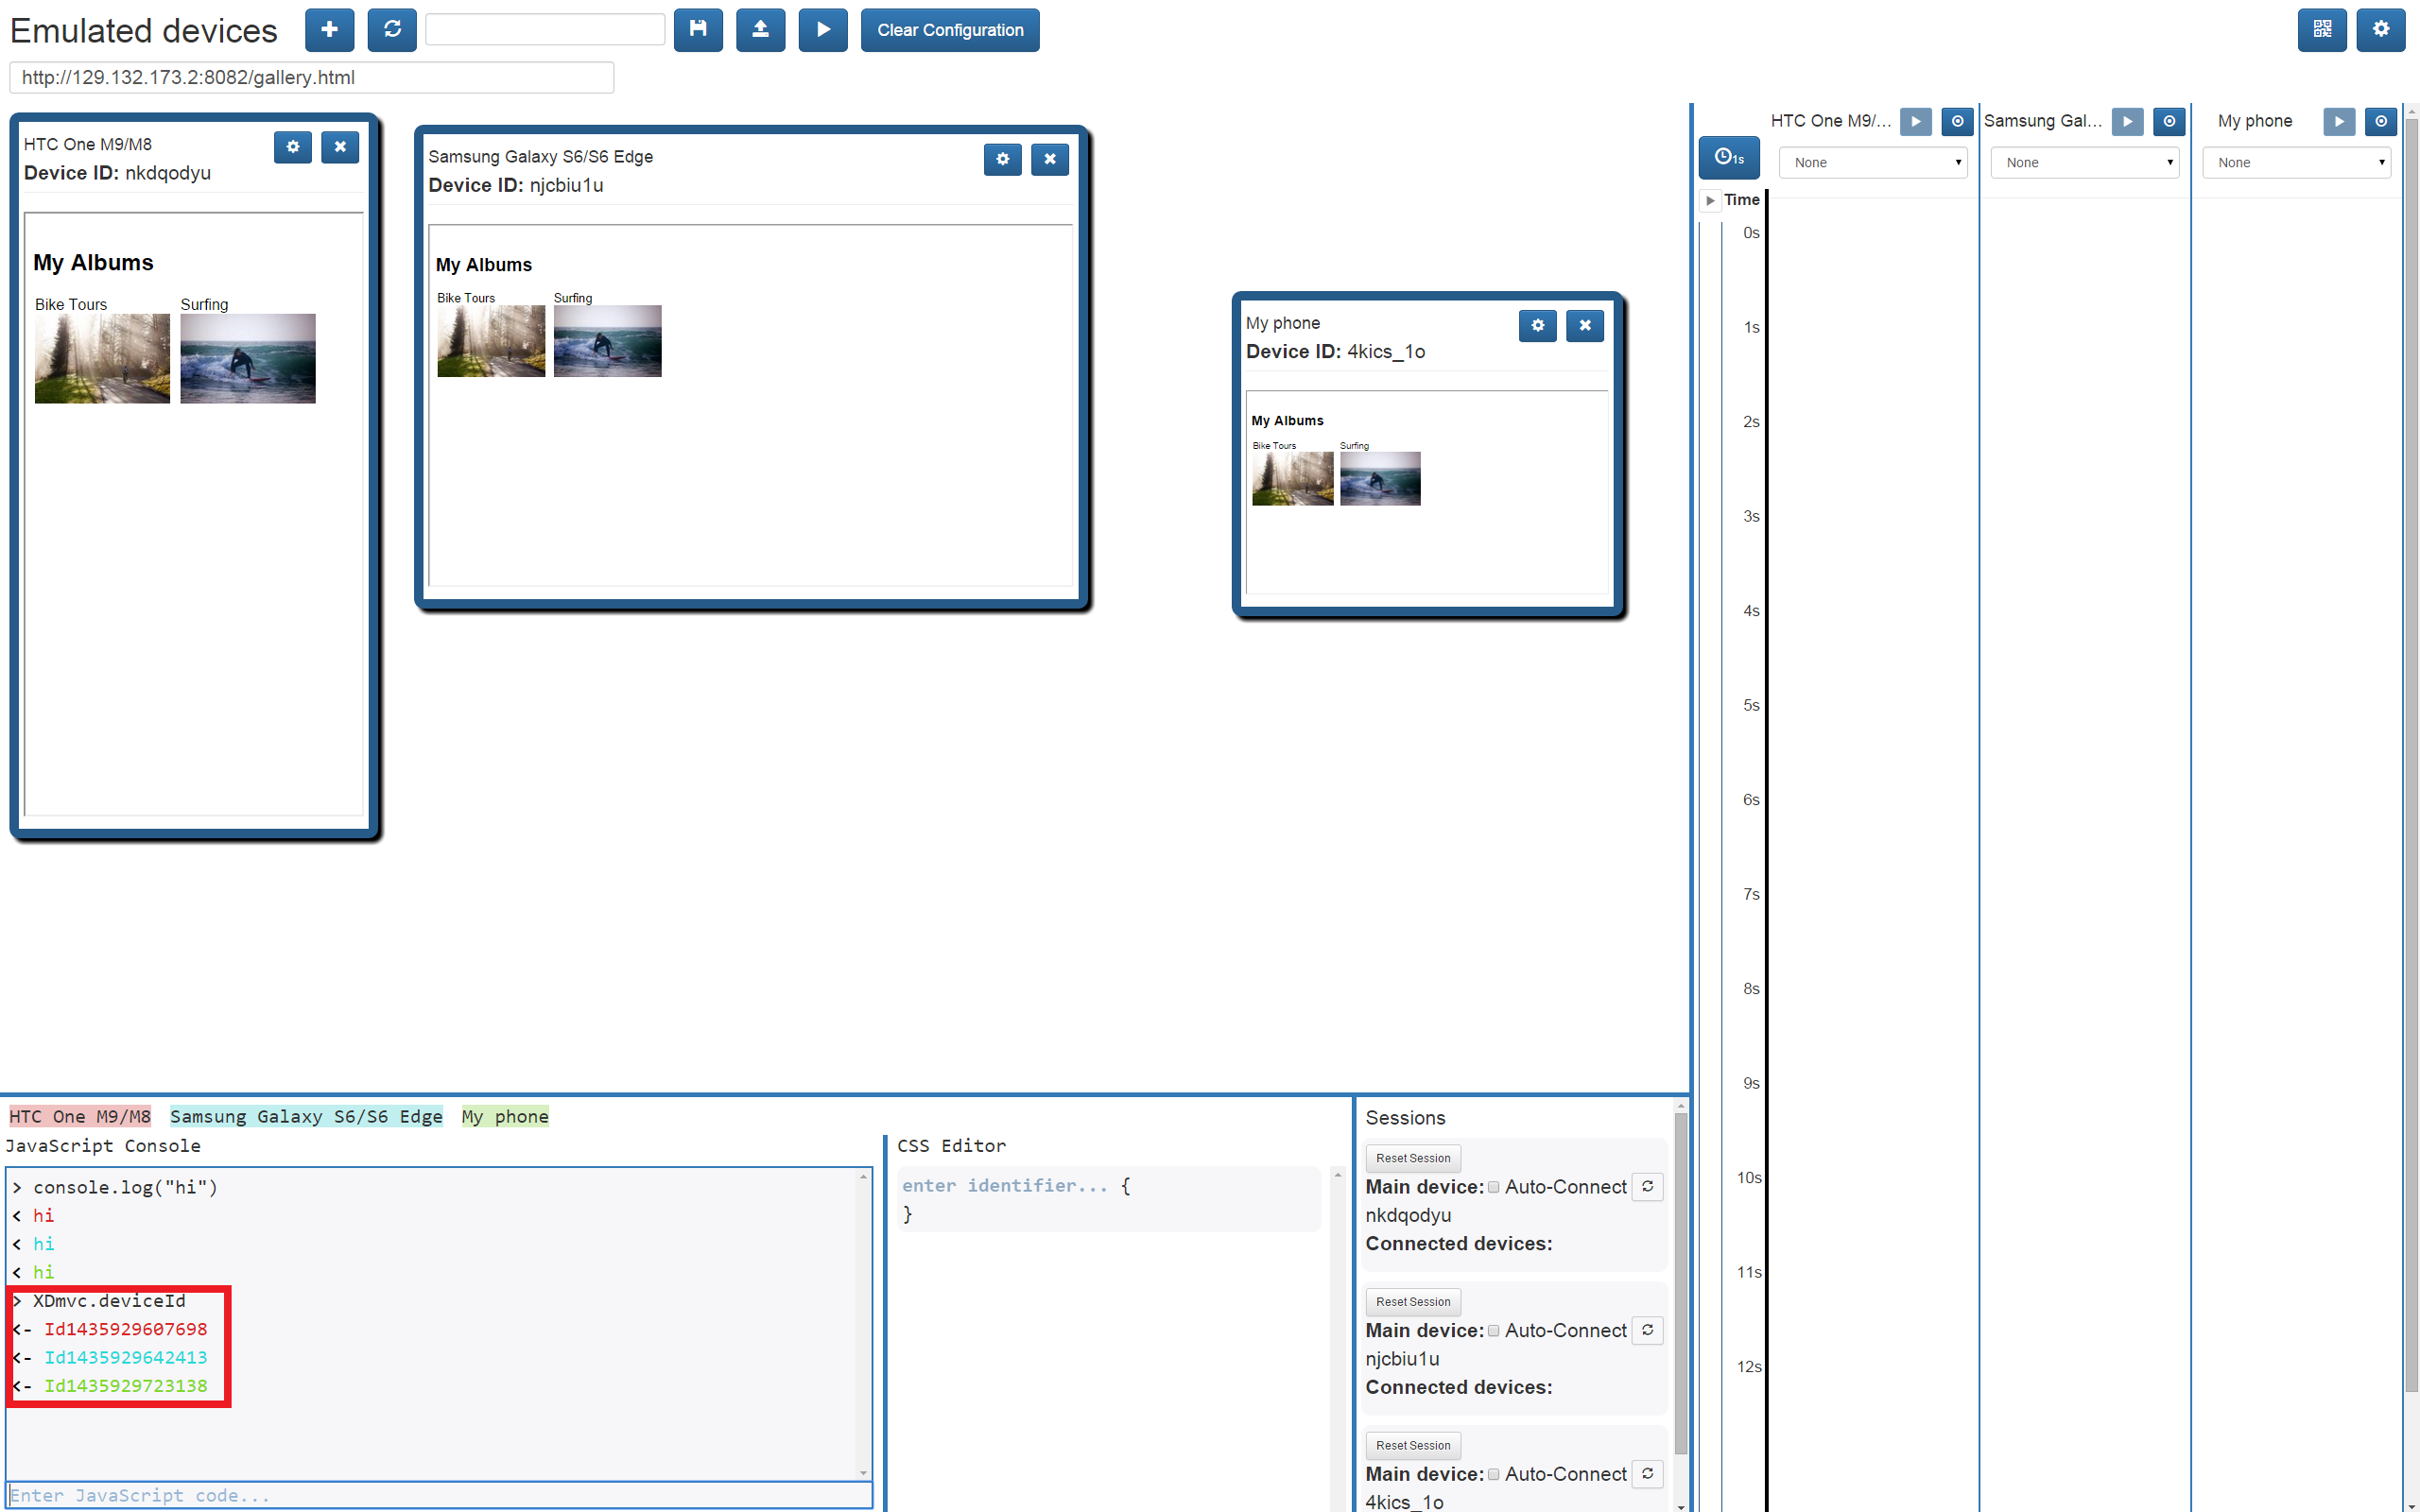 Emulated devices
Clear Configuration
http://129.132.173.2:8082/gallery.html
HTC One M9/M8
Device ID: nkdqodyu
My Albums
Bike Tours Surfing
Samsung Galaxy S6/S6 Edge
Device ID: njcbiu1u
My Albums
Bike Tours Surfing
My phone
Device ID: 4kics_1o
My Albums
Bike Tours Surfing
HTC One M9/... Samsung Gal... My phone
1s
None None None
Time
0s
1s
2s
3s
4s
5s
6s
7s
8s
9s
10s
11s
12s
HTC One M9/M8 Samsung Galaxy S6/S6 Edge My phone
JavaScript Console
> console.log("hi")
< hi
< hi
< hi
> XDmvc.deviceId
<- Id1435929607698
<- Id1435929642413
<- Id1435929723138
Enter JavaScript code...
CSS Editor
enter identifier... {
}
Sessions
Reset Session
Main device: Auto-Connect
nkdqodyu
Connected devices:
Reset Session
Main device: Auto-Connect
njcbiu1u
Connected devices:
Reset Session
Main device: Auto-Connect
4kics_1o